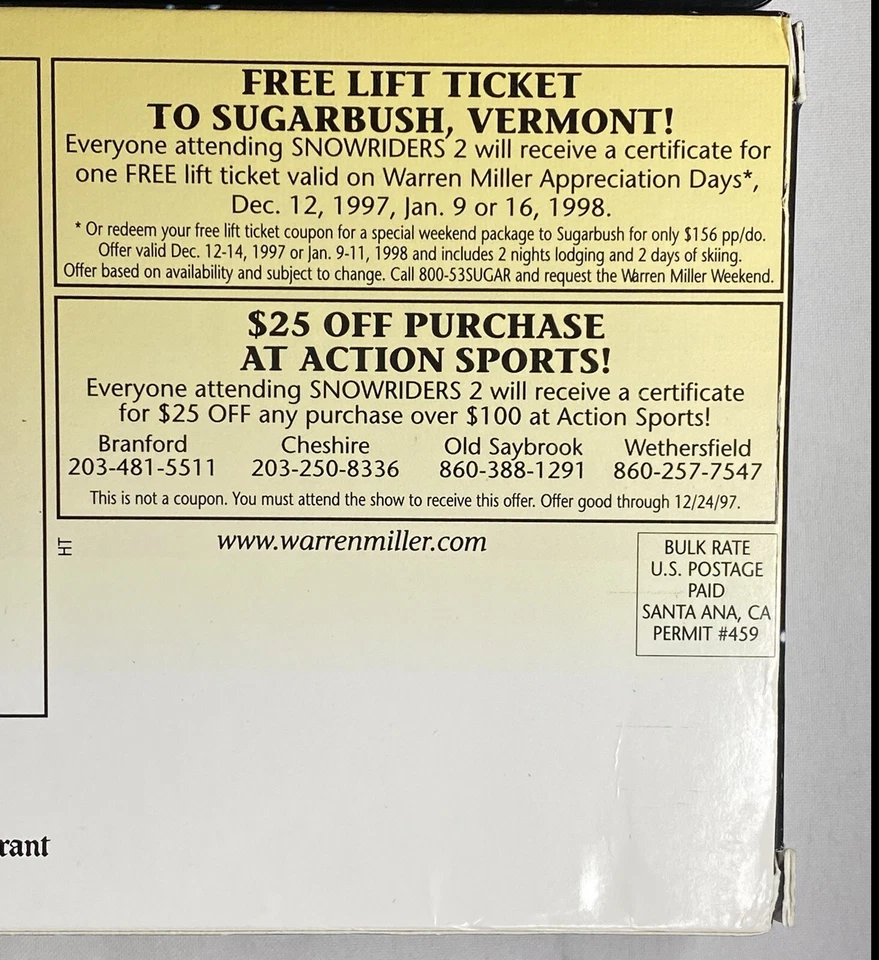 FREE LIFT TICKET
TO SUGARBUSH, VERMONT!
Everyone attending SNOWRIDERS 2 will receive a certificate for
one FREE lift ticket valid on Warren Miller Appreciation Days*,
Dec. 12, 1997, Jan. 9 or 16, 1998.
* Or redeem your free lift ticket coupon for a special weekend package to Sugarbush for only $156 pp/do.
Offer valid Dec. 12-14, 1997 or Jan. 9-11, 1998 and includes 2 nights lodging and 2 days of skiing.
Offer based on availability and subject to change. Call 800-53SUGAR and request the Warren Miller Weekend.
$25 OFF PURCHASE
AT ACTION SPORTS!
Everyone attending SNOWRIDERS 2 will receive a certificate
for $25 OFF any purchase over $100 at Action Sports!
Branford Cheshire Old Saybrook Wethersfield
203-481-5511 203-250-8336 860-388-1291 860-257-7547
This is not a coupon. You must attend the show to receive this offer. Offer good through 12/24/97.
HT
www.warrenmiller.com
BULK RATE
U.S. POSTAGE
PAID
SANTA ANA, CA
PERMIT #459
rant